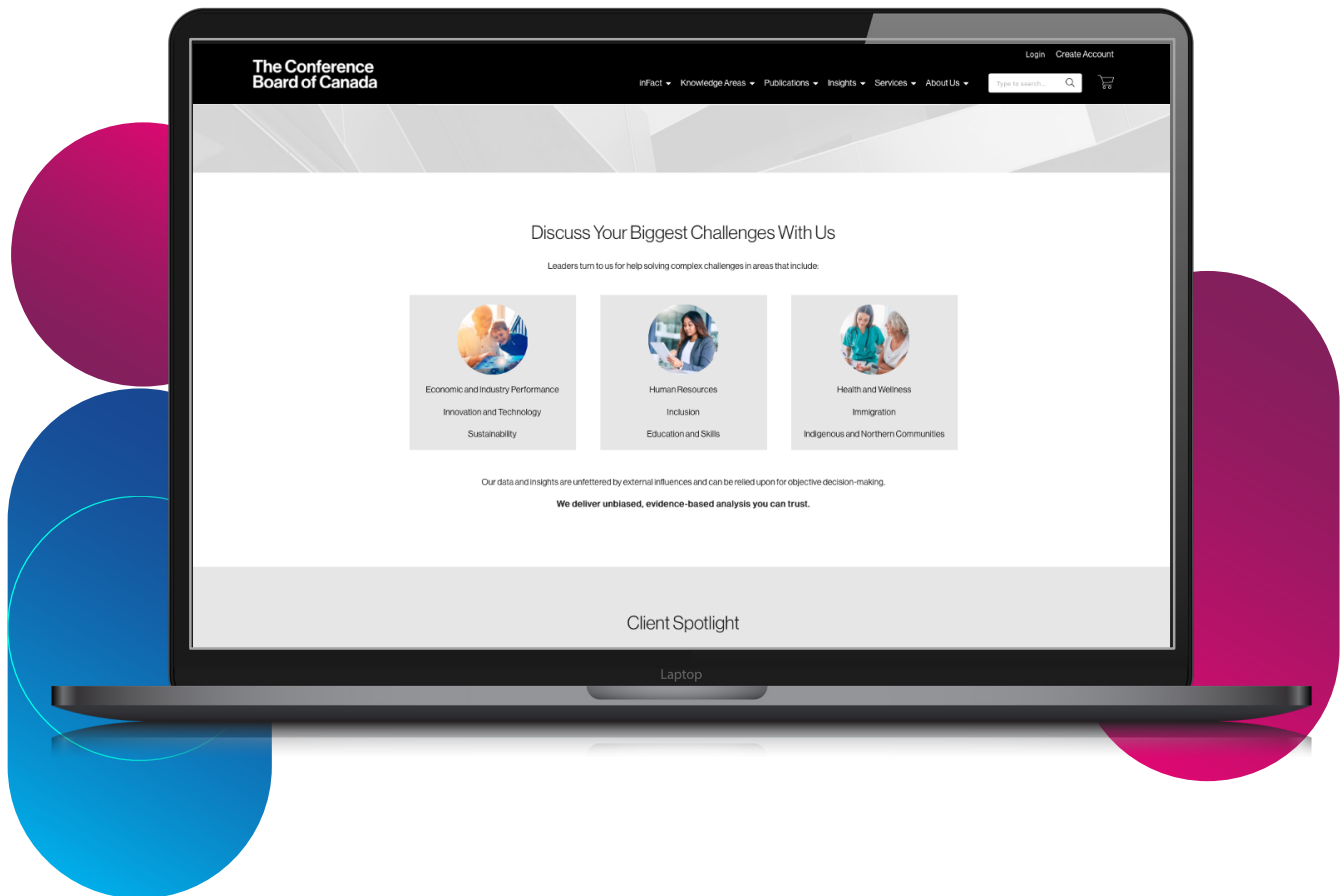 Login Create Account
The Conference
Board of Canada
inFact Knowledge Areas Publications Insights Services About Us Type to search...
Discuss Your Biggest Challenges With Us
Leaders turn to us for help solving complex challenges in areas that include:
Economic and Industry Performance
Innovation and Technology
Sustainability
Human Resources
Inclusion
Education and Skills
Health and Wellness
Immigration
Indigenous and Northern Communities
Our data and insights are unfettered by external influences and can be relied upon for objective decision-making.
We deliver unbiased, evidence-based analysis you can trust.
Client Spotlight
Laptop